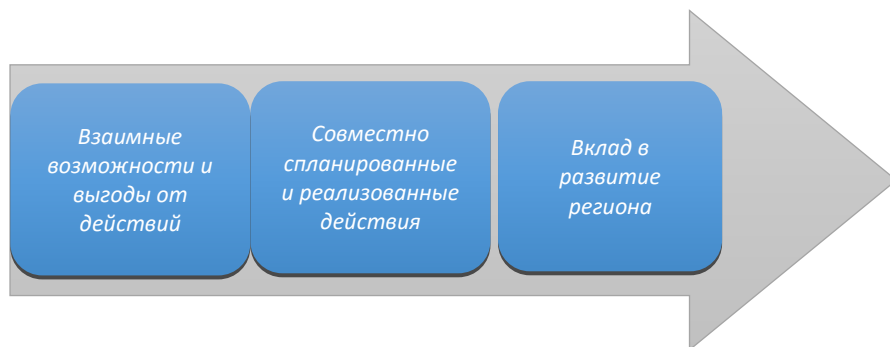 Взаимные
возможности и
выгоды от
действий
Совместно
спланированные
и реализованные
действия
Вклад в
развитие
региона